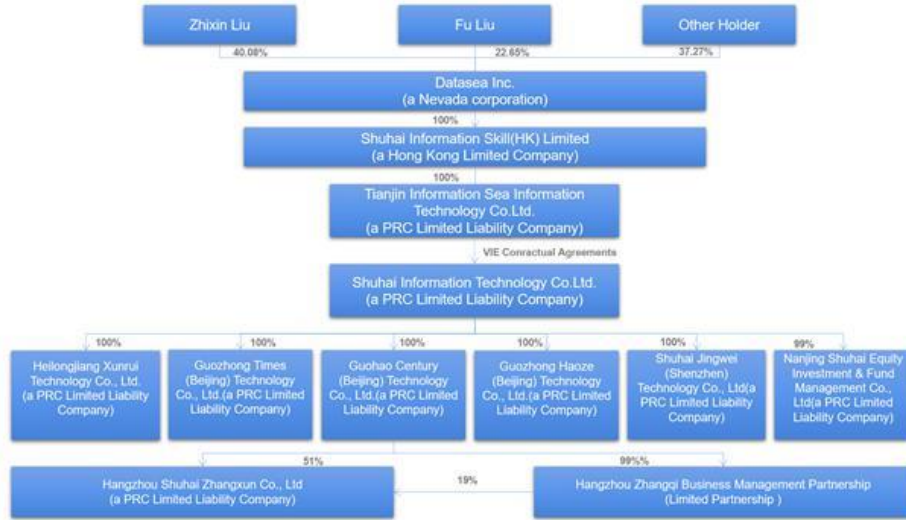 Zhixin Liu
Fu Liu
Other Holder
40.08%
22.65%
37.27%
Datasea Inc.
(a Nevada corporation)
100%
Shuhai Information Skill(HK) Limited
(a Hong Kong Limited Company)
100%
Tianjin Information Sea Information
Technology Co.Ltd.
(a PRC Limited Liability Company)
VIE Conractual Agreements
Shuhai Information Technology Co.Ltd.
(a PRC Limited Liability Company)
100%
100%
100%
100%
100%
99%
Heilongjiang Xunrui
Technology Co., Ltd.
(a PRC Limited Liability
Company)
Guozhong Times
(Beijing) Technology
Co., Ltd.(a PRC Limited
Liability Company)
Guohao Century
(Beijing) Technology
Co., Ltd.(a PRC Limited
Liability Company)
Guozhong Haoze
(Beijing) Technology
Co., Ltd.(a PRC Limited
Liability Company)
Shuhai Jingwei
(Shenzhen)
Technology Co., Ltd(a
PRC Limited Liability
Company)
Nanjing Shuhai Equity
Investment & Fund
Management Co.,
Ltd(a PRC Limited
Liability Company)
51%
99%%
Hangzhou Shuhai Zhangxun Co., Ltd
(a PRC Limited Liability Company)
19%
Hangzhou Zhangqi Business Management Partnership
(Limited Partnership )